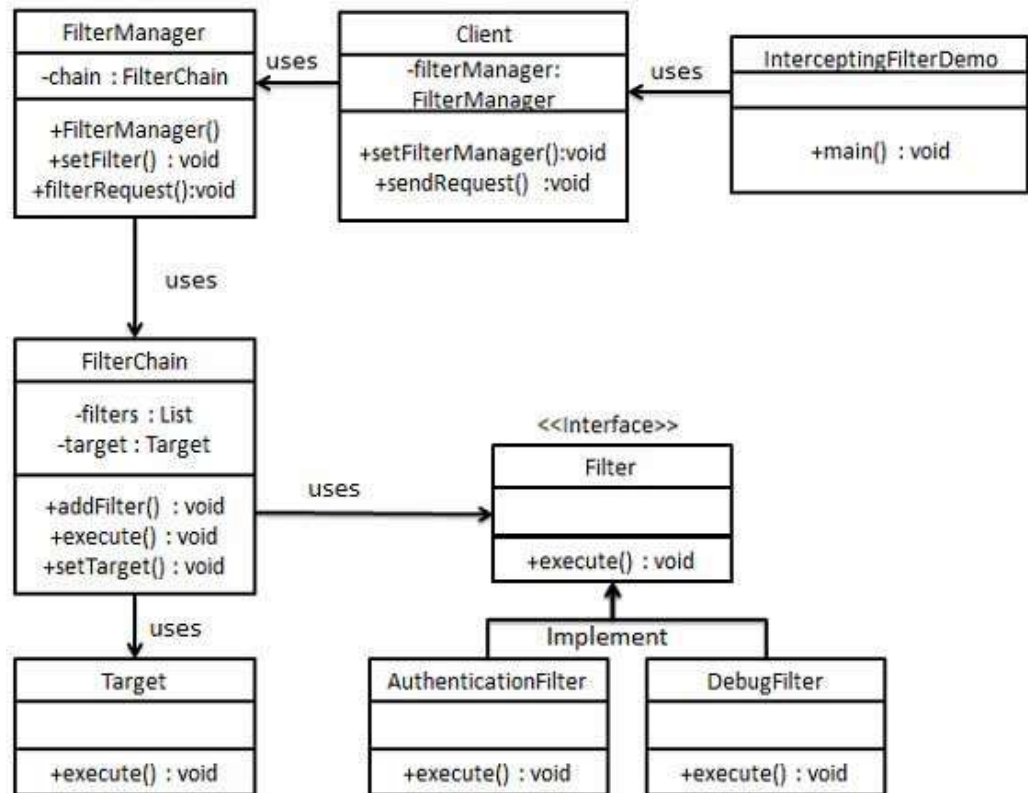 FilterManager
-chain : FilterChain
+FilterManager()
+setFilter() : void
+filterRequest():void
uses
Client
-filterManager:
FilterManager
+setFilterManager():void
+sendRequest() :void
uses
InterceptingFilterDemo
+main() : void
uses
FilterChain
-filters : List
-target : Target
+addFilter() : void
+execute() : void
+setTarget() : void
uses
<<Interface>>
Filter
+execute() : void
uses
Implement
Target
+execute() : void
AuthenticationFilter
+execute() : void
DebugFilter
+execute() : void